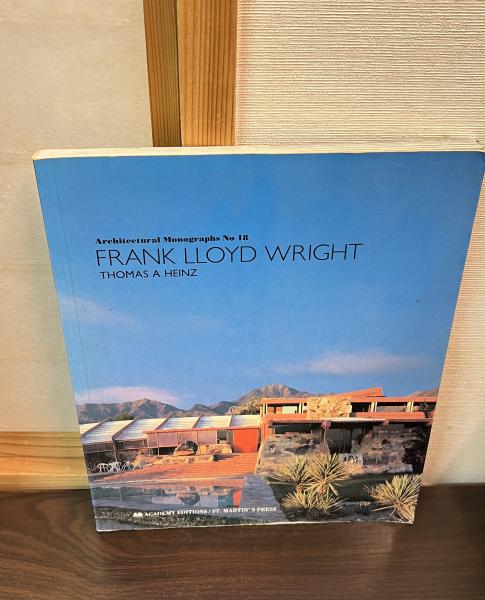 Architectural Monographs No 18
FRANK LLOYD WRIGHT
THOMAS A HEINZ
ACADEMY EDITIONS / ST. MARTIN'S PRESS